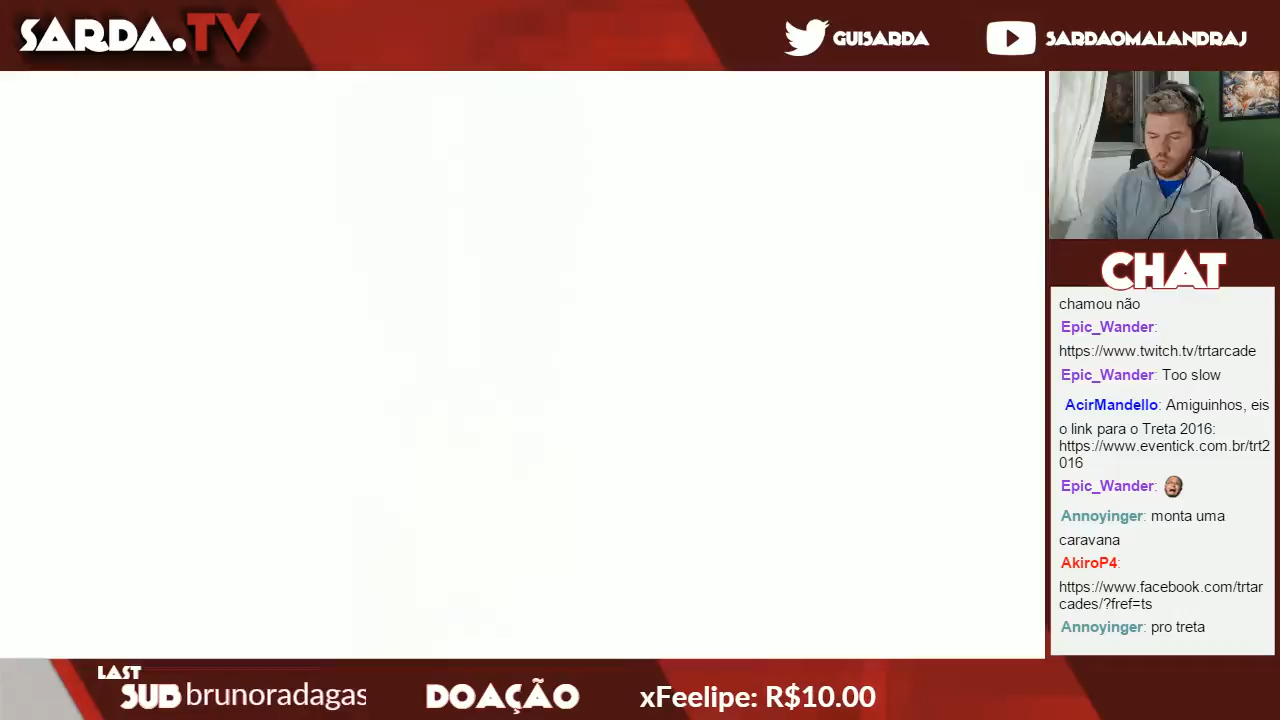 SARDA.TV
GUISARDA
SARDAOMALANDRAJ
CHAT
chamou não
Epic_Wander:
https://www.twitch.tv/trtarcade
Epic_Wander: Too slow
AcirMandello: Amiguinhos, eis
o link para o Treta 2016:
https://www.eventick.com.br/trt2
016
Epic_Wander:
Annoyinger: monta uma
caravana
AkiroP4:
https://www.facebook.com/trtar
cades/?fref=ts
Annoyinger: pro treta
LAST
SUB brunoradagas
DOAÇÃO
xFeelipe: R$10.00